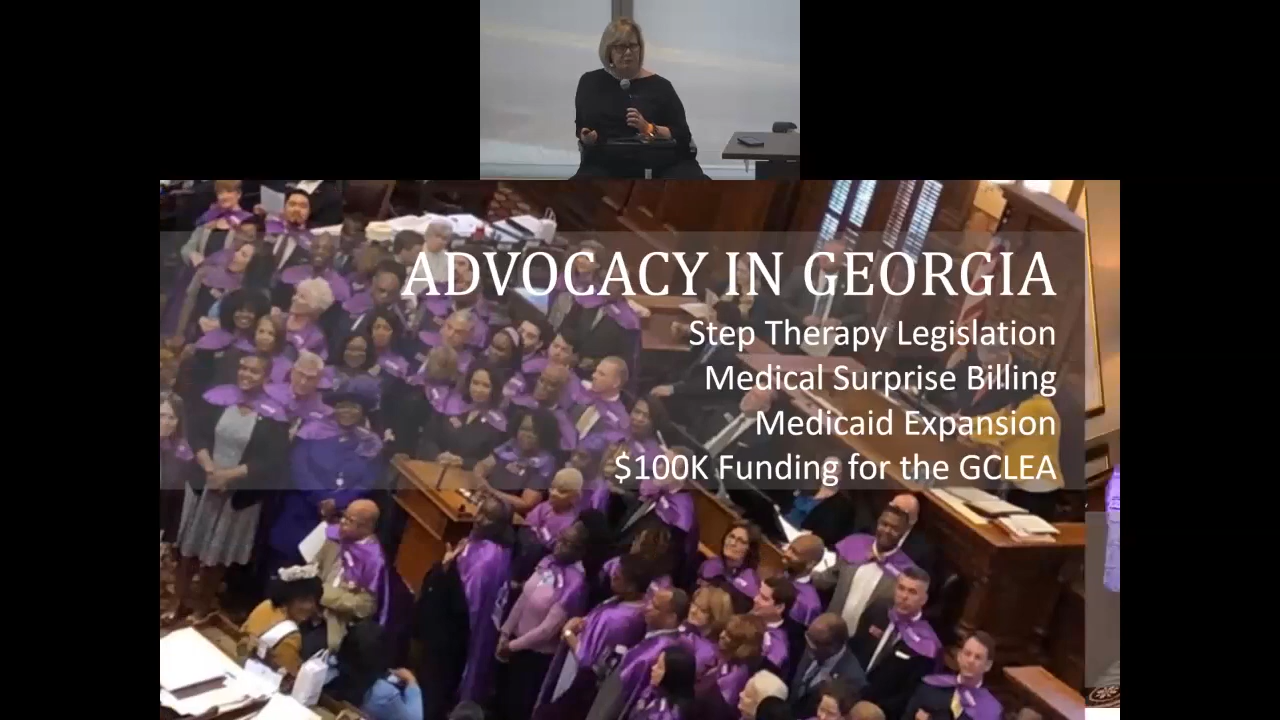 ADVOCACY IN GEORGIA
Step Therapy Legislation
Medical Surprise Billing
Medicaid Expansion
$100K Funding for the GCLEA